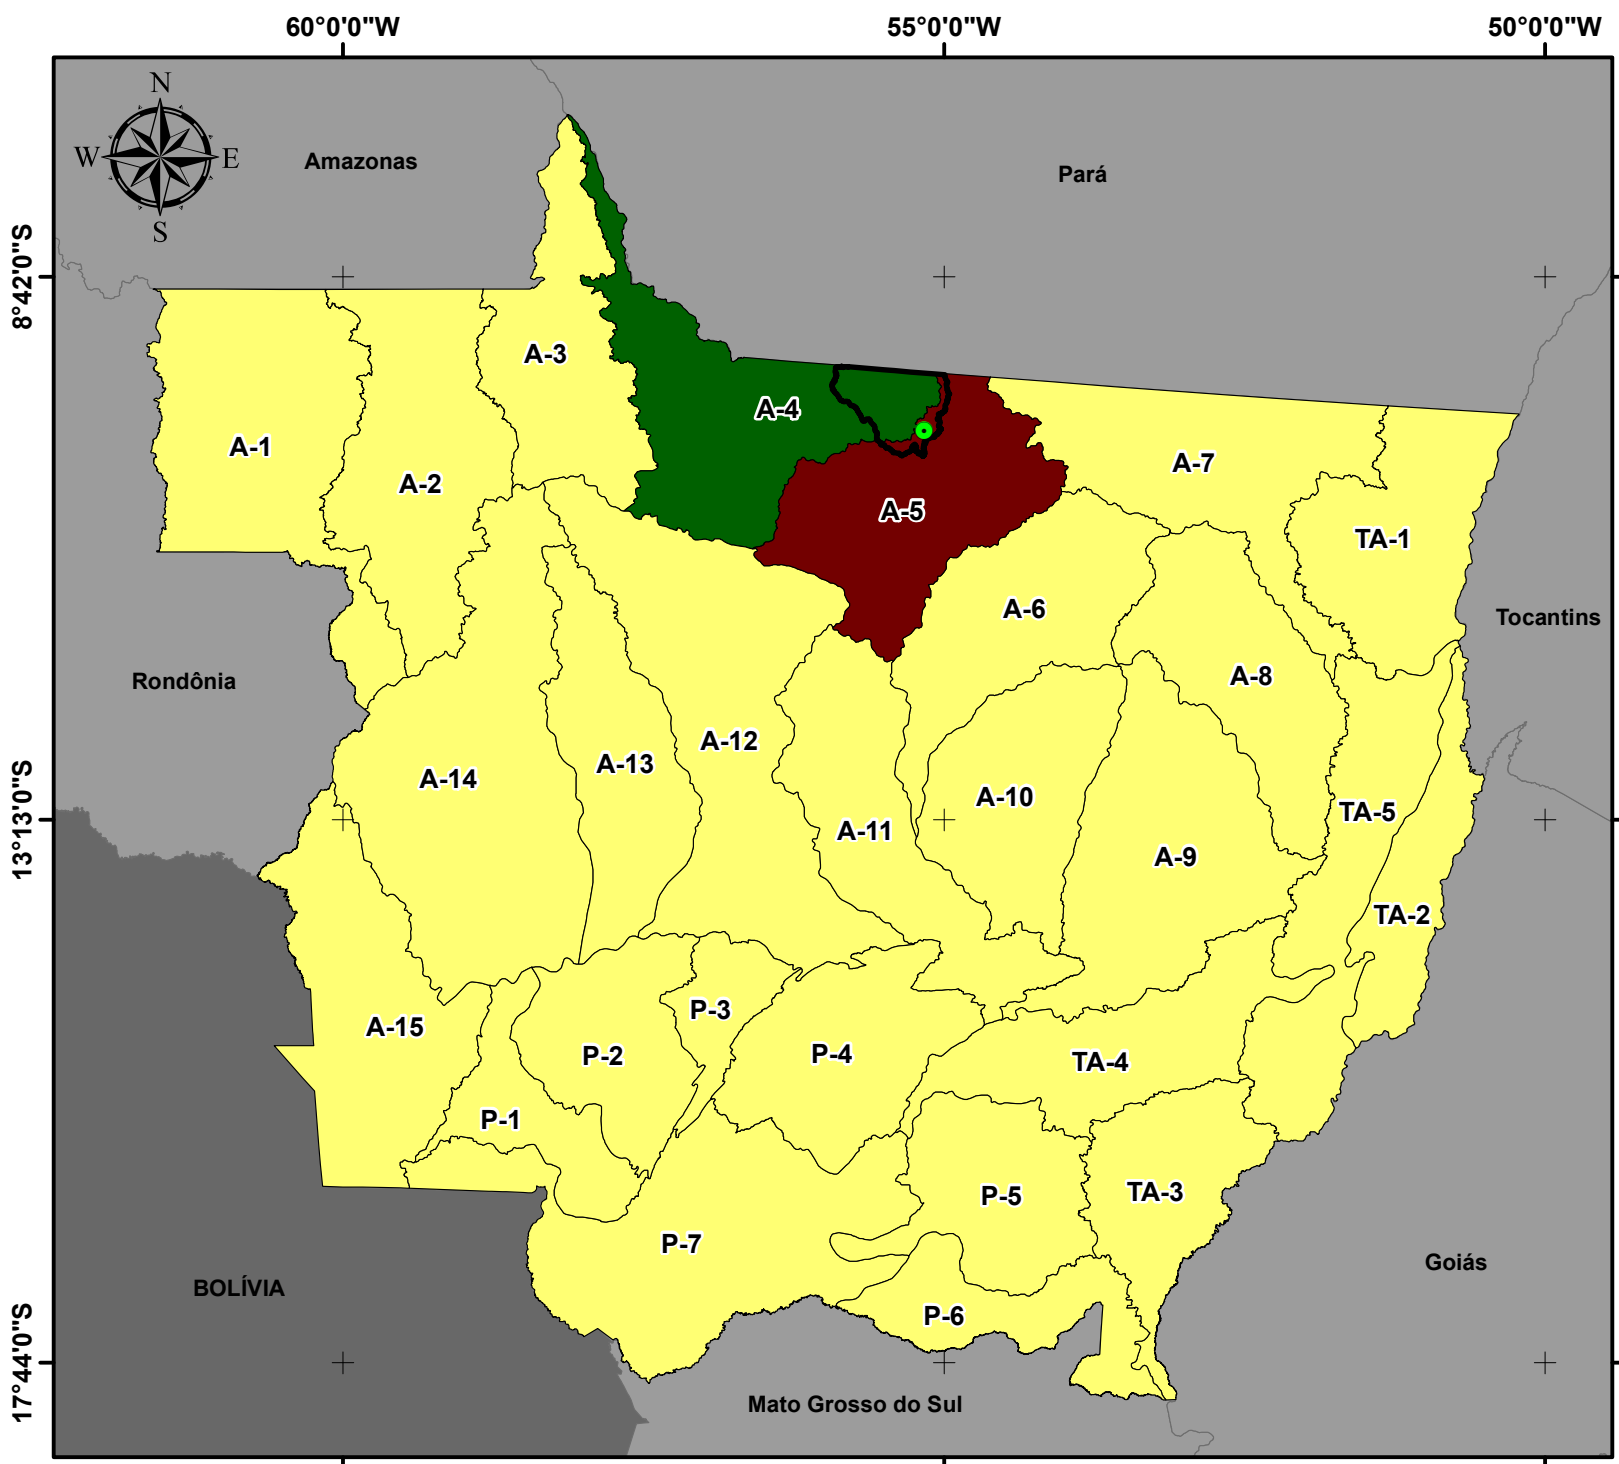 60°0'0"W
55°0'0"W
50°0'0"W
N
W
E
S
Amazonas
Pará
8°42'0"S
A-3
A-4
A-1
A-7
A-2
A-5
TA-1
A-6
Tocantins
Rondônia
A-8
A-12
A-13
A-14
A-10
TA-5
A-11
13°13'0"S
A-9
TA-2
P-3
A-15
P-2
P-4
TA-4
P-1
P-5
TA-3
P-7
Goiás
BOLÍVIA
P-6
17°44'0"S
Mato Grosso do Sul